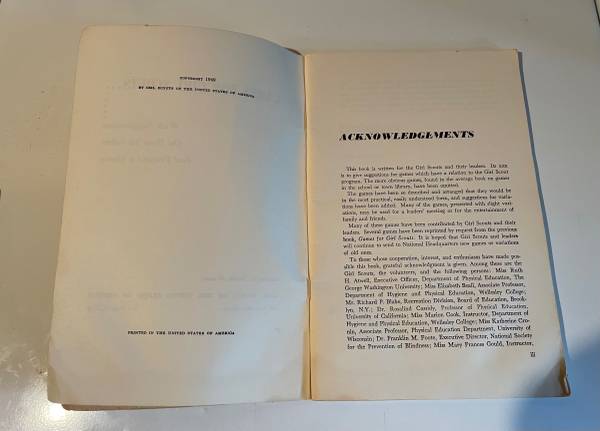 COPYRIGHT 1949
BY GIRL SCOUTS OF THE UNITED STATES OF AMERICA
PRINTED IN THE UNITED STATES OF AMERICA
ACKNOWLEDGEMENTS
This book is written for the Girl Scouts and their leaders. Its aim
is to give suggestions for games which have a relation to the Girl Scout
program. The more obvious games, found in the average book on games
in the school or town library, have been omitted.
The games have been so described and arranged that they would be
in the most practical, easily understood form, and suggestions for varia-
tions have been added. Many of the games, presented with slight vari-
ations, may be used for a leaders' meeting or for the entertainment of
family and friends.
Many of these games have been contributed by Girl Scouts and their
leaders. Several games have been reprinted by request from the previous
book, Games for Girl Scouts. It is hoped that Girl Scouts and leaders
will continue to send to National Headquarters new games or variations
of old ones.
To those whose cooperation, interest, and enthusiasm have made pos-
sible this book, grateful acknowledgment is given. Among these are the
Girl Scouts, the volunteers, and the following persons: Miss Ruth
H. Atwell, Executive Officer, Department of Physical Education, The
George Washington University; Miss Elizabeth Beall, Associate Professor,
Department of Hygiene and Physical Education, Wellesley College;
Mr. Richard F. Blahe, Recreation Division, Board of Education, Brook-
lyn, N.Y.; Dr. Rosalind Cassidy, Professor of Physical Education,
University of California; Miss Marion Cook, Instructor, Department of
Hygiene and Physical Education, Wellesley College; Miss Katherine Cro-
nin, Associate Professor, Physical Education Department, University of
Wisconsin; Dr. Franklin M. Foote, Executive Director, National Society
for the Prevention of Blindness; Miss Mary Frances Gould, Instructor,
iii